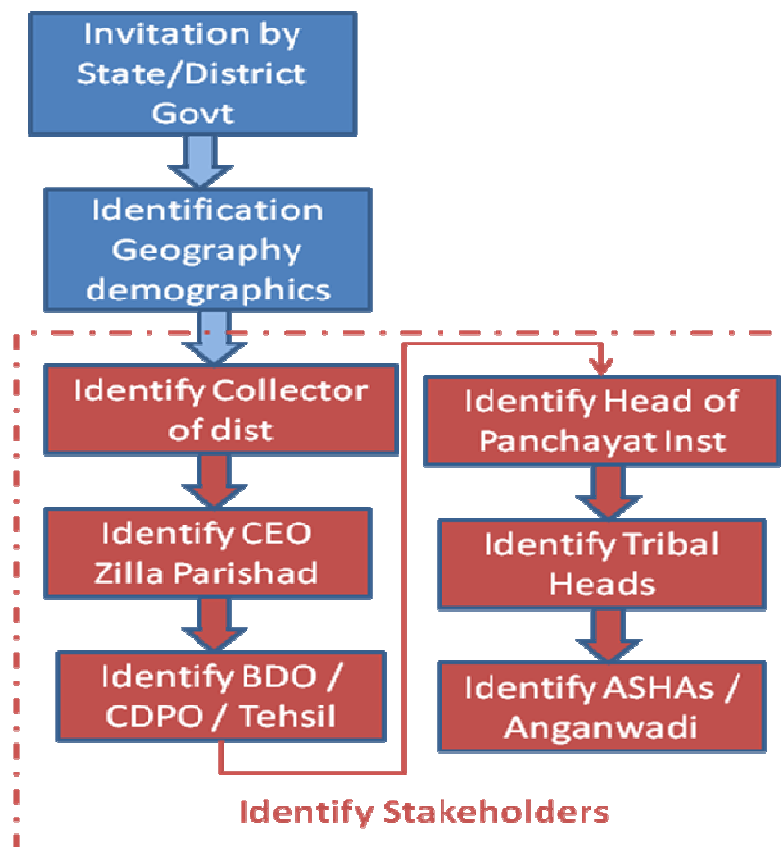 Invitation by
State/District
Govt
Identification
Geography
demographics
Identify Collector
of dist
Identify CEO
Zilla Parishad
Identify BDO /
CDPO / Tehsil
Identify Head of
Panchayat Inst
Identify Tribal
Heads
Identify ASHAs /
Anganwadi
Identify Stakeholders